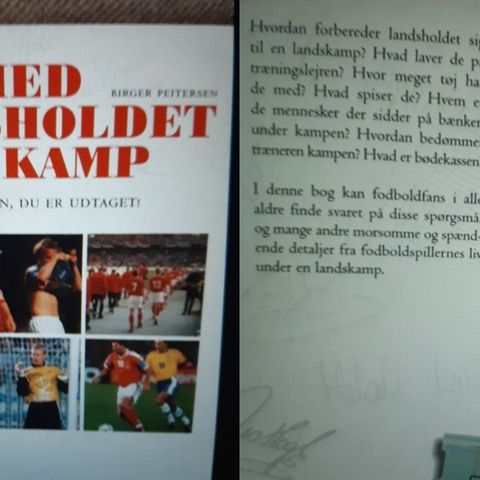 MED
BIRGER PEITERSEN
HOLDET
KAMP
N, DU ER UDTAGET!
Hvordan forbereder landsholdet sig
til en landskamp? Hvad laver de på
træningslejren? Hvor meget tøj ha
de med? Hvad spiser de? Hvem e
de mennesker der sidder på bænken
under kampen? Hvordan bedømmer
træneren kampen? Hvad er bødekassen?
I denne bog kan fodboldfans i alle
aldre finde svaret på disse spørgsmå
og mange andre morsomme og spænd-
ende detaljer fra fodboldspillernes liv
under en landskamp.